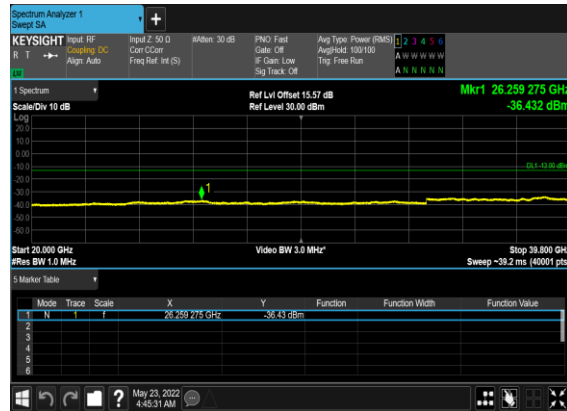 Spectrum Analyzer 1
Swept SA
+
KEYSIGHT Input: RF Input Z: 50 Ω #Atten: 30 dB PNO: Fast Avg Type: Power (RMS) 1 2 3 4 5 6
R T Coupling: DC Corr CCorr Gate: Off Avg|Hold: 100/100 A W W W W W
Align: Auto Freq Ref: Int (S) IF Gain: Low Trig: Free Run
LXI Sig Track: Off A N N N N N
1 Spectrum Ref Lvl Offset 15.57 dB Mkr1 26.259 275 GHz
Scale/Div 10 dB Ref Level 30.00 dBm -36.432 dBm
Log
20.0
10.0
0.00
-10.0 DL1 -13.00 dBm
-20.0
-30.0 1
-40.0
-50.0
-60.0
Start 20.000 GHz Video BW 3.0 MHz* Stop 39.800 GHz
#Res BW 1.0 MHz Sweep ~39.2 ms (40001 pts)
5 Marker Table
Mode Trace Scale X Y Function Function Width Function Value
1 N 1 f 26.259 275 GHz -36.43 dBm
2
3
4
5
6
? May 23, 2022
4:45:31 AM